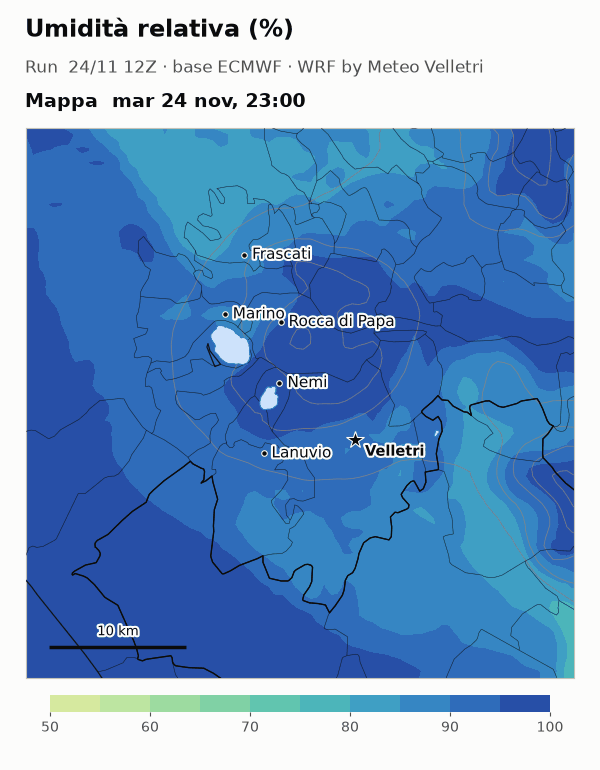 Umidità relativa (%)
Run  24/11 12Z · base ECMWF · WRF by Meteo Velletri
Mappa  mar 24 nov, 23:00
Frascati
Marino
Rocca di Papa
Nemi
Velletri
Lanuvio
10 km
50 60 70 80 90 100